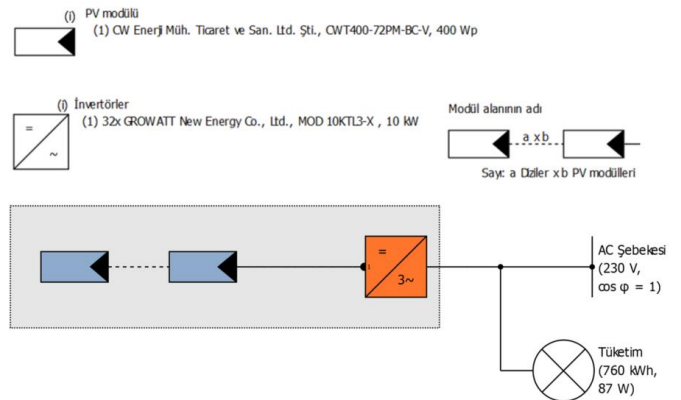 (i) PV modülü
(1) CW Enerji Müh. Ticaret ve San. Ltd. Şti., CWT400-72PM-BC-V, 400 Wp
(i) İnvertörler
(1) 32x GROWATT New Energy Co., Ltd., MOD 10KTL3-X , 10 kW
=
~
Modül alanının adı
a x b
Sayı: a Diziler x b PV modülleri
=
1
3~
AC Şebekesi
(230 V,
cos φ = 1)
Tüketim
(760 kWh,
87 W)